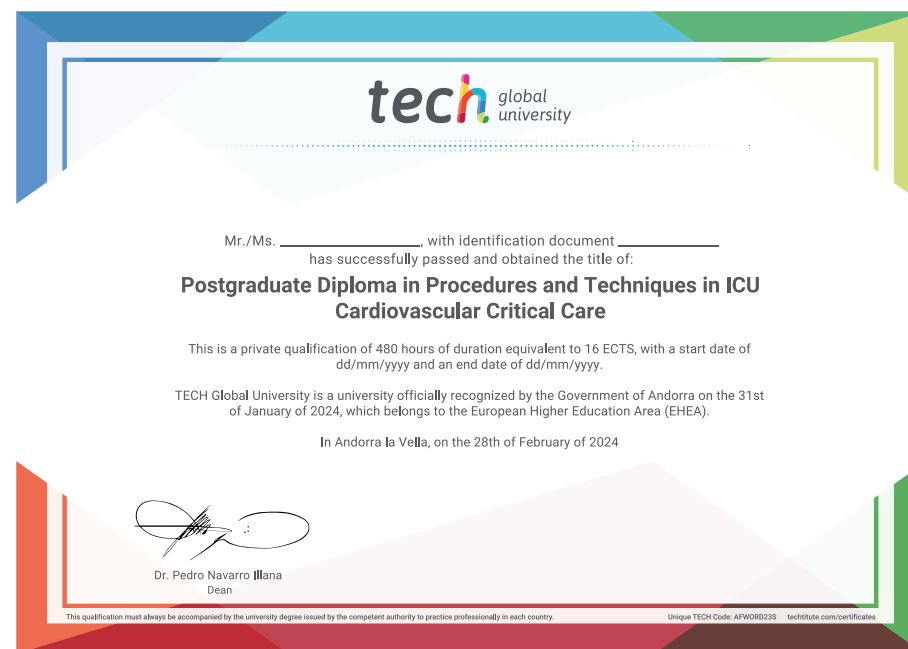 tech global university
Mr./Ms. ____________, with identification document ____________
has successfully passed and obtained the title of:
Postgraduate Diploma in Procedures and Techniques in ICU
Cardiovascular Critical Care
This is a private qualification of 480 hours of duration equivalent to 16 ECTS, with a start date of
dd/mm/yyyy and an end date of dd/mm/yyyy.
TECH Global University is a university officially recognized by the Government of Andorra on the 31st
of January of 2024, which belongs to the European Higher Education Area (EHEA).
In Andorra la Vella, on the 28th of February of 2024
Dr. Pedro Navarro Illana
Dean
This qualification must always be accompanied by the university degree issued by the competent authority to practice professionally in each country.
Unique TECH Code: AFWORD23S techtitute.com/certificates